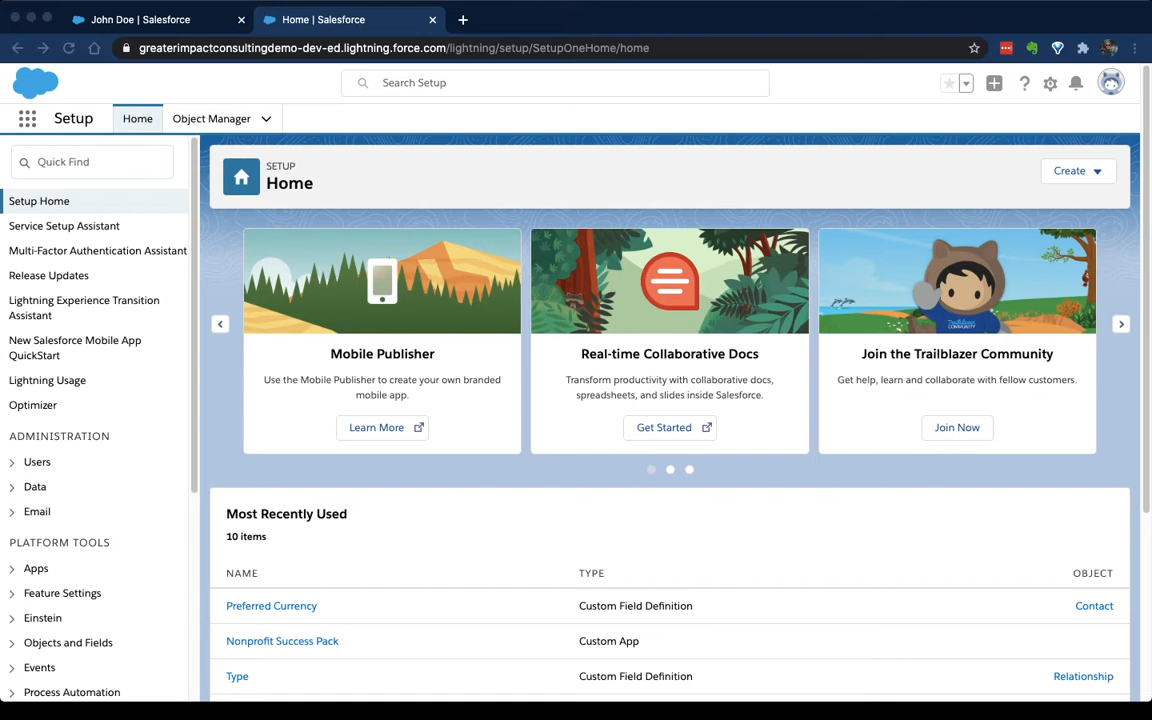 John Doe | Salesforce
Home | Salesforce
greaterimpactconsultingdemo-dev-ed.lightning.force.com/lightning/setup/SetupOneHome/home
Search Setup
Setup
Home
Object Manager
Quick Find
Setup Home
Service Setup Assistant
Multi-Factor Authentication Assistant
Release Updates
Lightning Experience Transition
Assistant
New Salesforce Mobile App
QuickStart
Lightning Usage
Optimizer
ADMINISTRATION
Users
Data
Email
PLATFORM TOOLS
Apps
Feature Settings
Einstein
Objects and Fields
Events
Process Automation
SETUP
Home
Create
Mobile Publisher
Use the Mobile Publisher to create your own branded
mobile app.
Learn More
Real-time Collaborative Docs
Transform productivity with collaborative docs,
spreadsheets, and slides inside Salesforce.
Get Started
TRAILBLAZER
COMMUNITY
Join the Trailblazer Community
Get help, learn and collaborate with fellow customers.
Join Now
Most Recently Used
10 items
NAME TYPE OBJECT
Preferred Currency Custom Field Definition Contact
Nonprofit Success Pack Custom App
Type Custom Field Definition Relationship